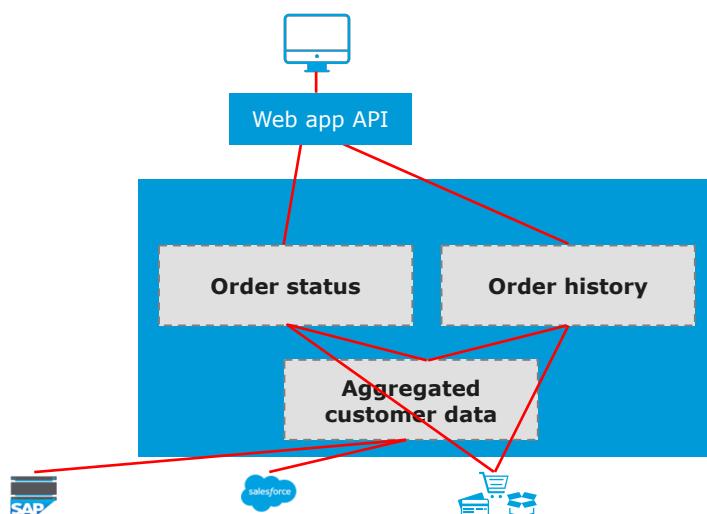 Web app API
Order status
Order history
Aggregated
customer data
SAP
salesforce